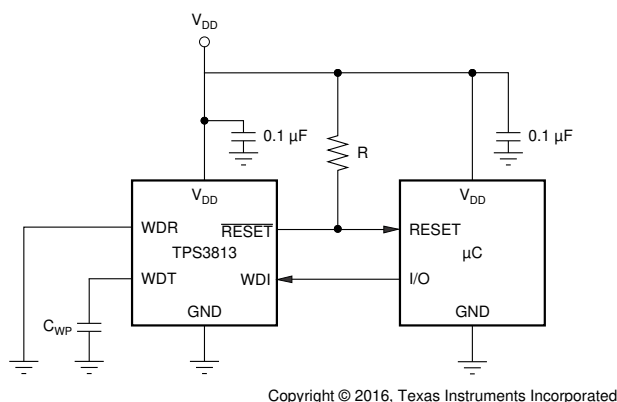 VDD
0.1 µF
R
0.1 µF
VDD
WDR
RESET
TPS3813
WDT
WDI
GND
CWP
VDD
RESET
µC
I/O
GND
Copyright © 2016, Texas Instruments Incorporated